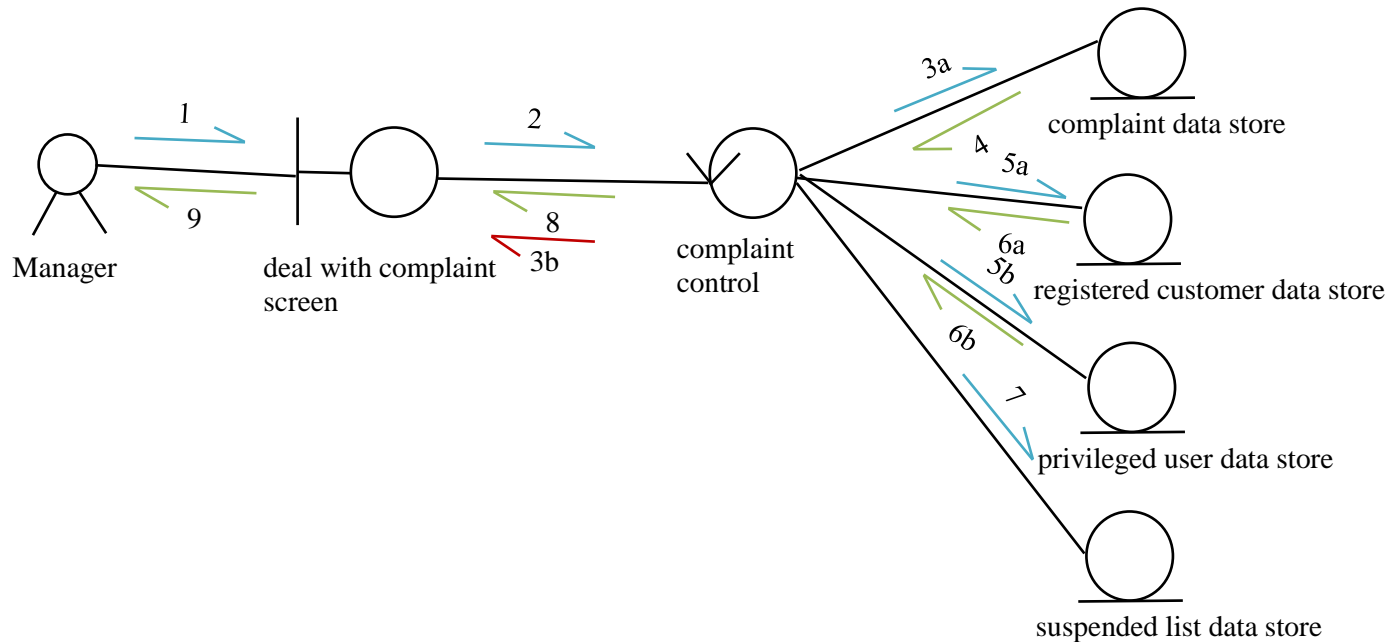 1
9
Manager
deal with complaint
screen
2
8
3b
complaint
control
3a
4
complaint data store
5a
6a
registered customer data store
5b
6b
privileged user data store
7
suspended list data store